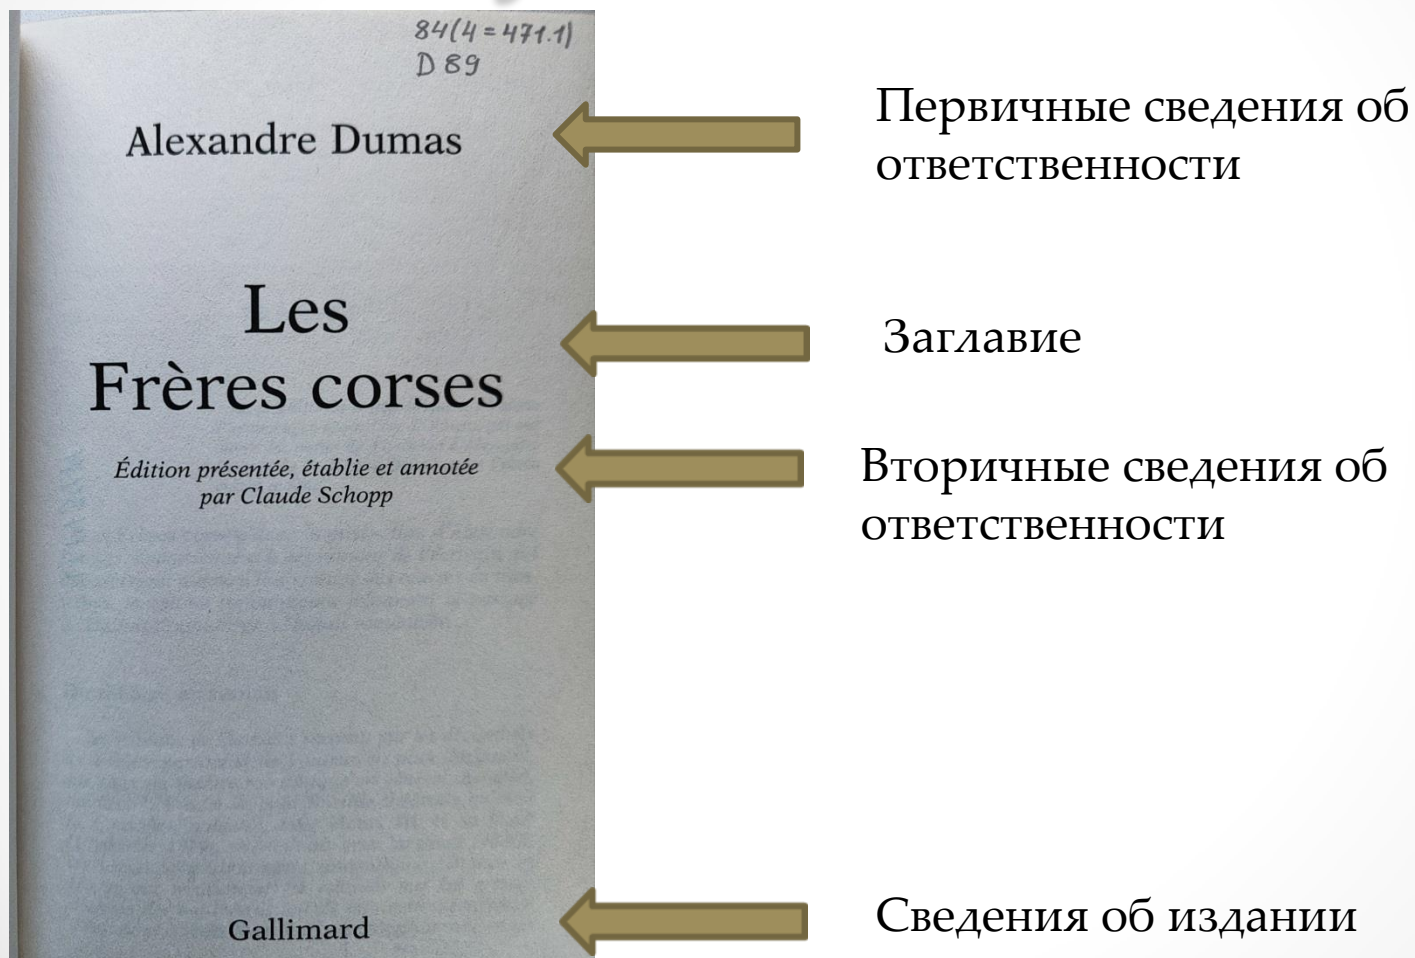 84(4=471.1)
D 89
Alexandre Dumas
Первичные сведения об
ответственности
Les
Frères corses
Заглавие
Édition présentée, établie et annotée
par Claude Schopp
Вторичные сведения об
ответственности
Gallimard
Сведения об издании